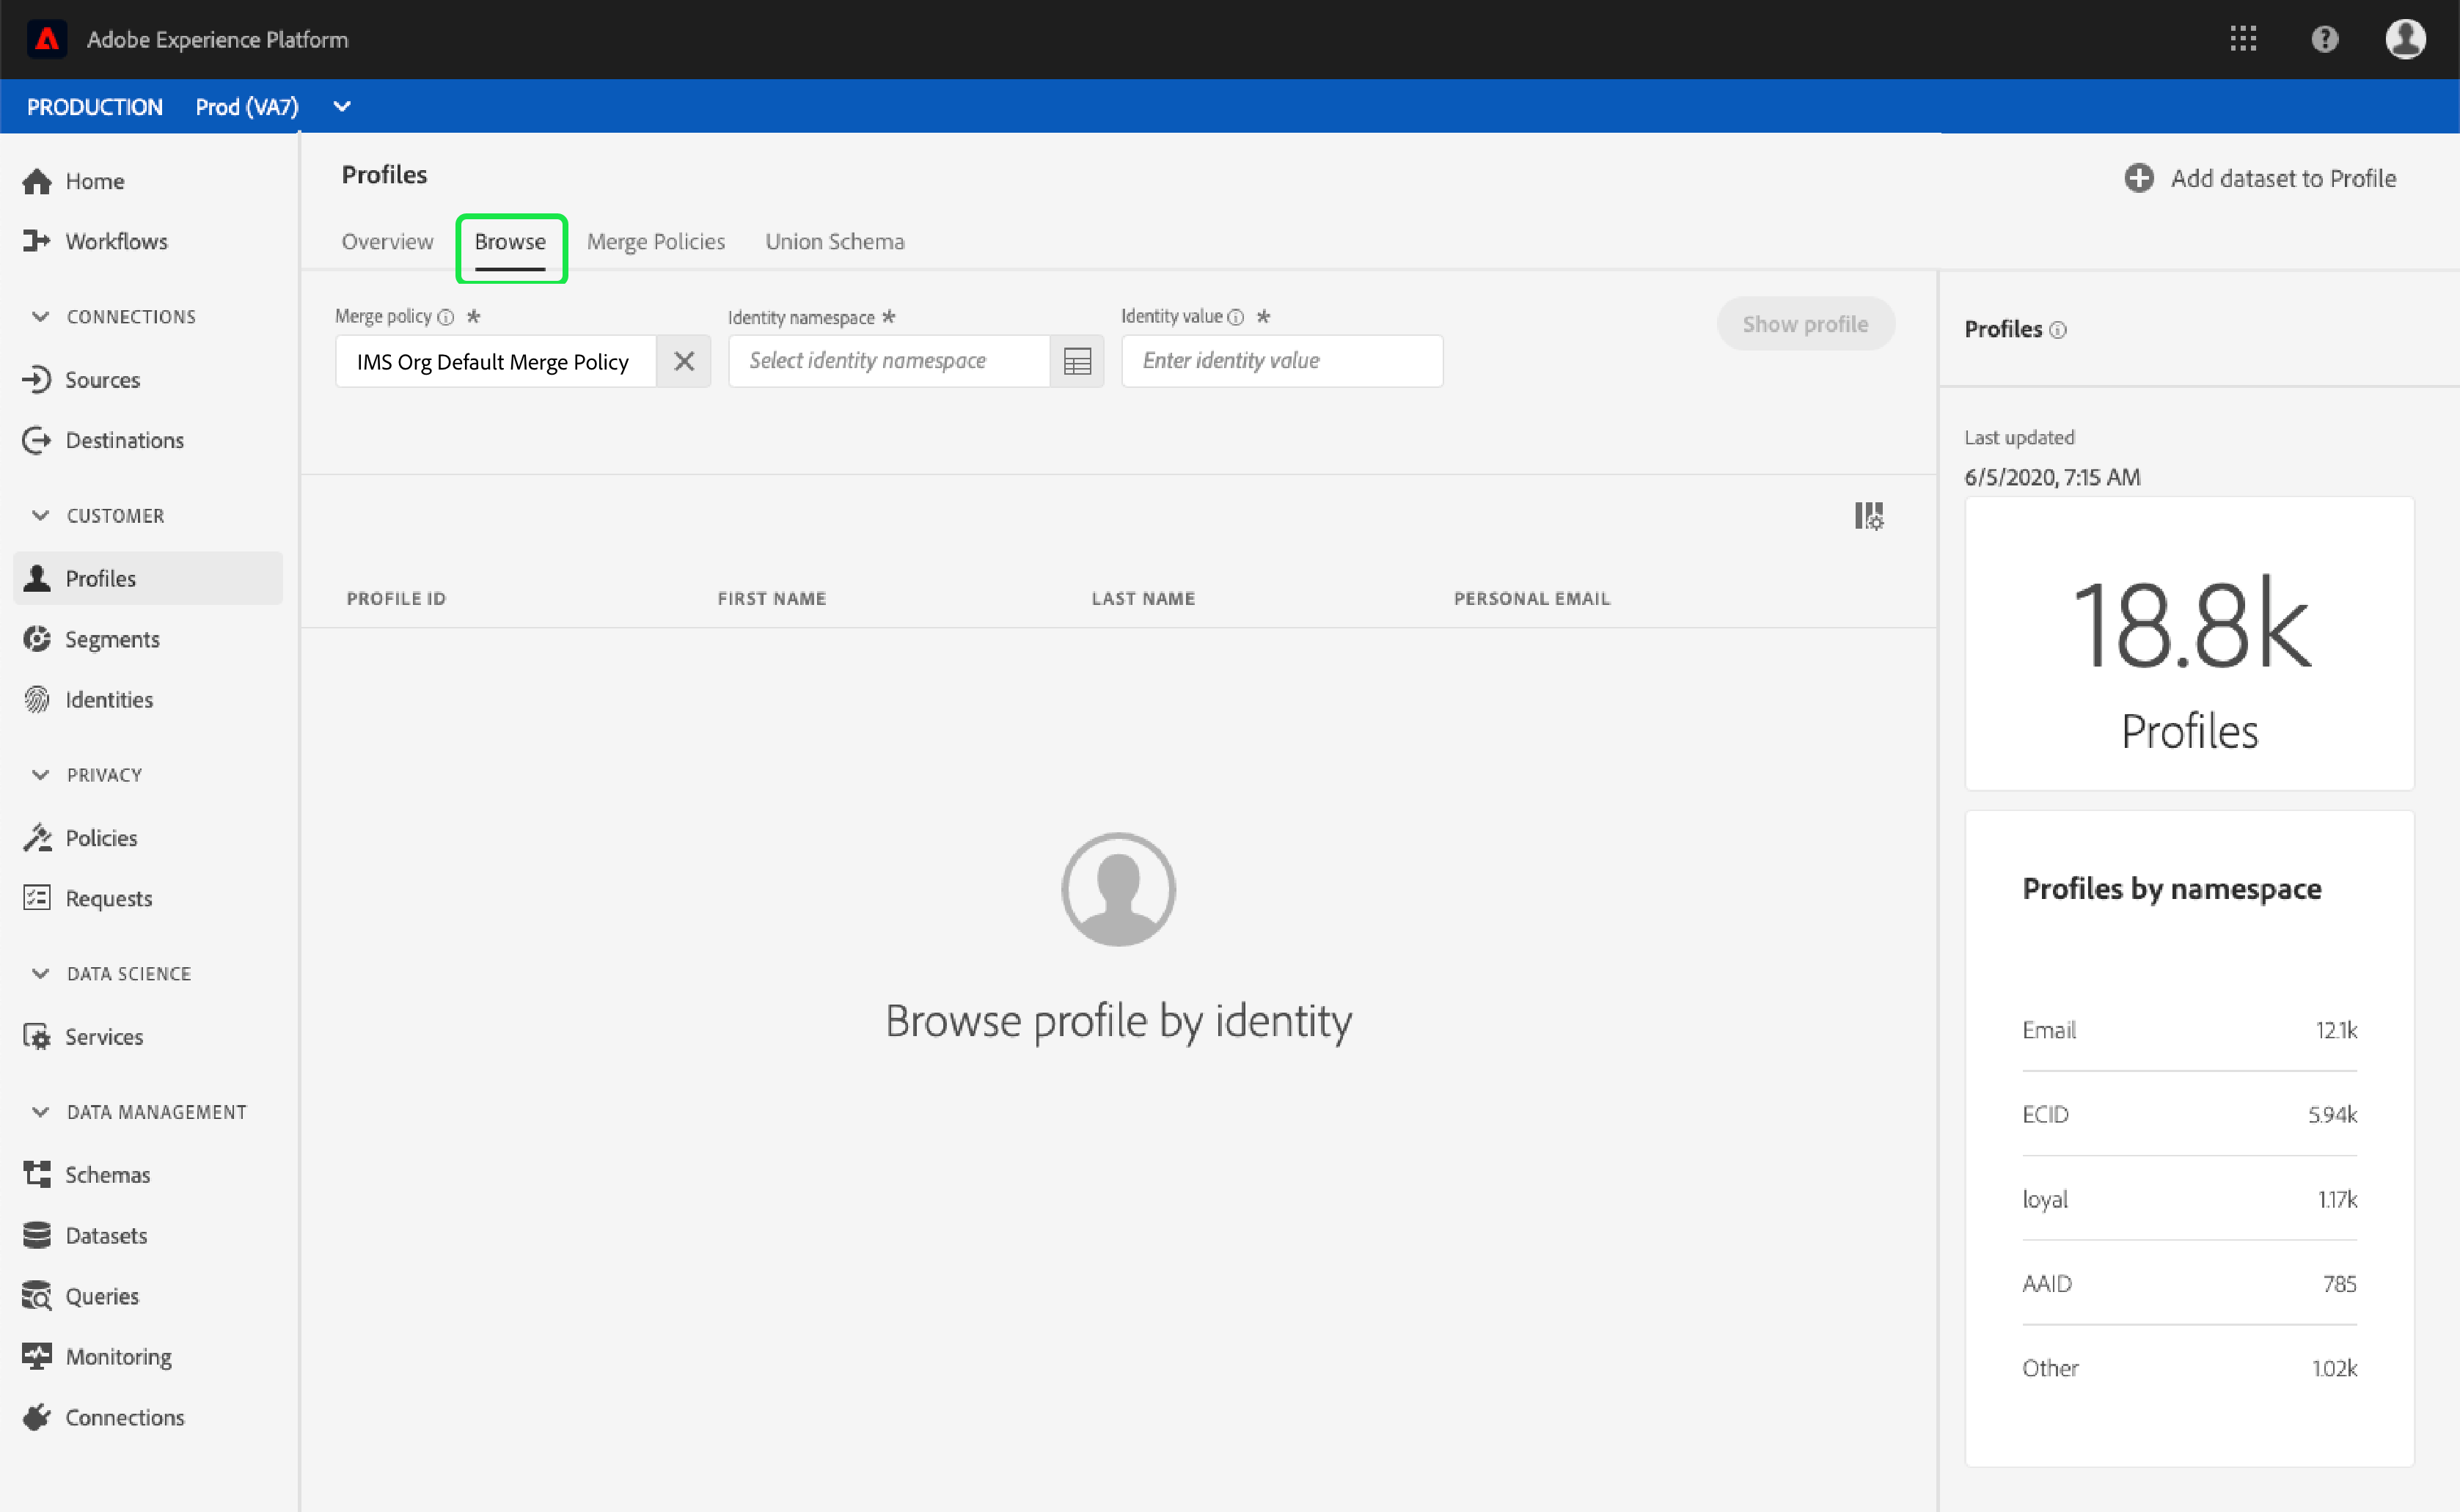 Adobe Experience Platform
PRODUCTION Prod (VA7)
Home
Workflows
CONNECTIONS
Sources
Destinations
CUSTOMER
Profiles
Segments
Identities
PRIVACY
Policies
Requests
DATA SCIENCE
Services
DATA MANAGEMENT
Schemas
Datasets
Queries
Monitoring
Connections
Profiles
Add dataset to Profile
Overview Browse Merge Policies Union Schema
Merge policy * Identity namespace * Identity value *
IMS Org Default Merge Policy Select identity namespace Enter identity value
Show profile
PROFILE ID FIRST NAME LAST NAME PERSONAL EMAIL
Browse profile by identity
Profiles
Last updated
6/5/2020, 7:15 AM
18.8k
Profiles
Profiles by namespace
Email 12.1k
ECID 5.94k
loyal 1.17k
AAID 785
Other 1.02k